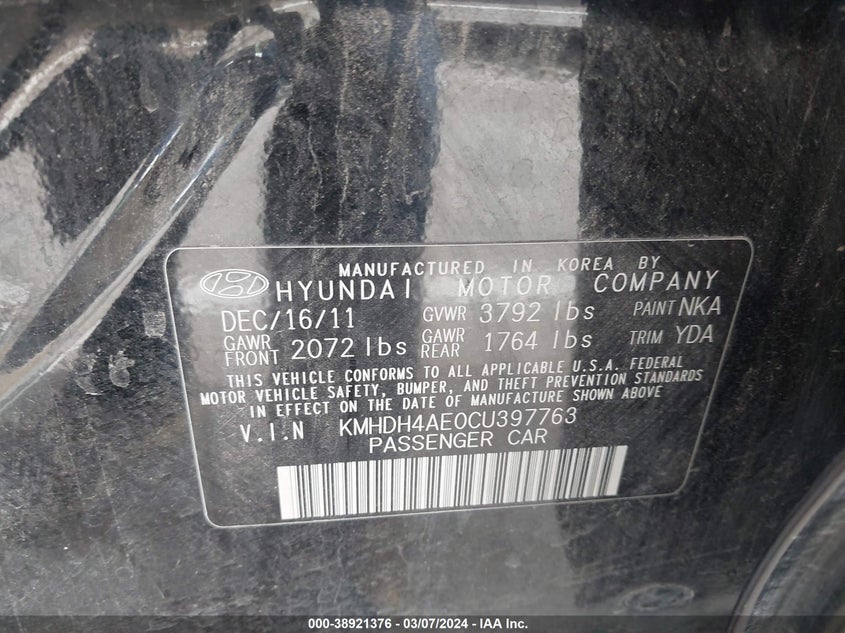 MANUFACTURED IN KOREA BY
HYUNDAI MOTOR COMPANY
DEC/16/11 GVWR 3792 lbs PAINT NKA
GAWR FRONT 2072 lbs GAWR REAR 1764 lbs TRIM YDA
THIS VEHICLE CONFORMS TO ALL APPLICABLE U.S.A. FEDERAL
MOTOR VEHICLE SAFETY, BUMPER, AND THEFT PREVENTION STANDARDS
IN EFFECT ON THE DATE OF MANUFACTURE SHOWN ABOVE
V.I.N KMHDH4AE0CU397763
PASSENGER CAR
000-38921376 - 03/07/2024 - IAA Inc.